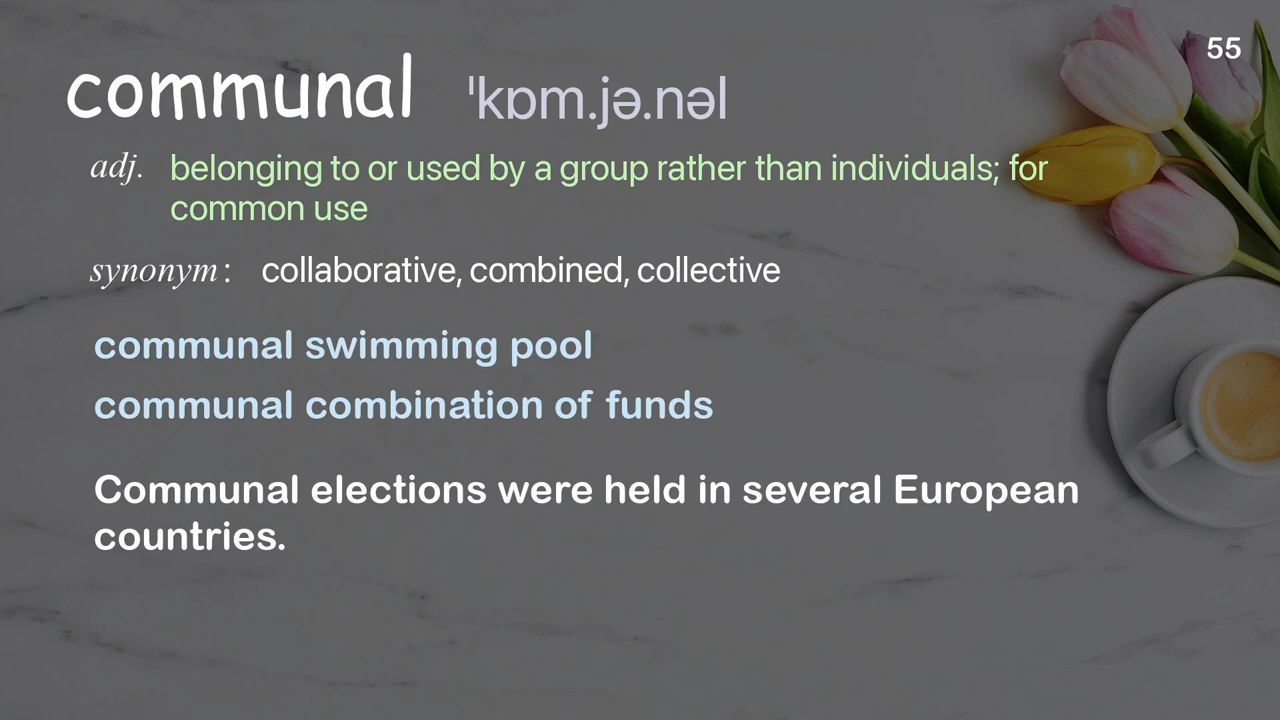 55
communal ˈkɒm.jə.nəl
adj. belonging to or used by a group rather than individuals; for
common use
synonym: collaborative, combined, collective
communal swimming pool
communal combination of funds
Communal elections were held in several European
countries.